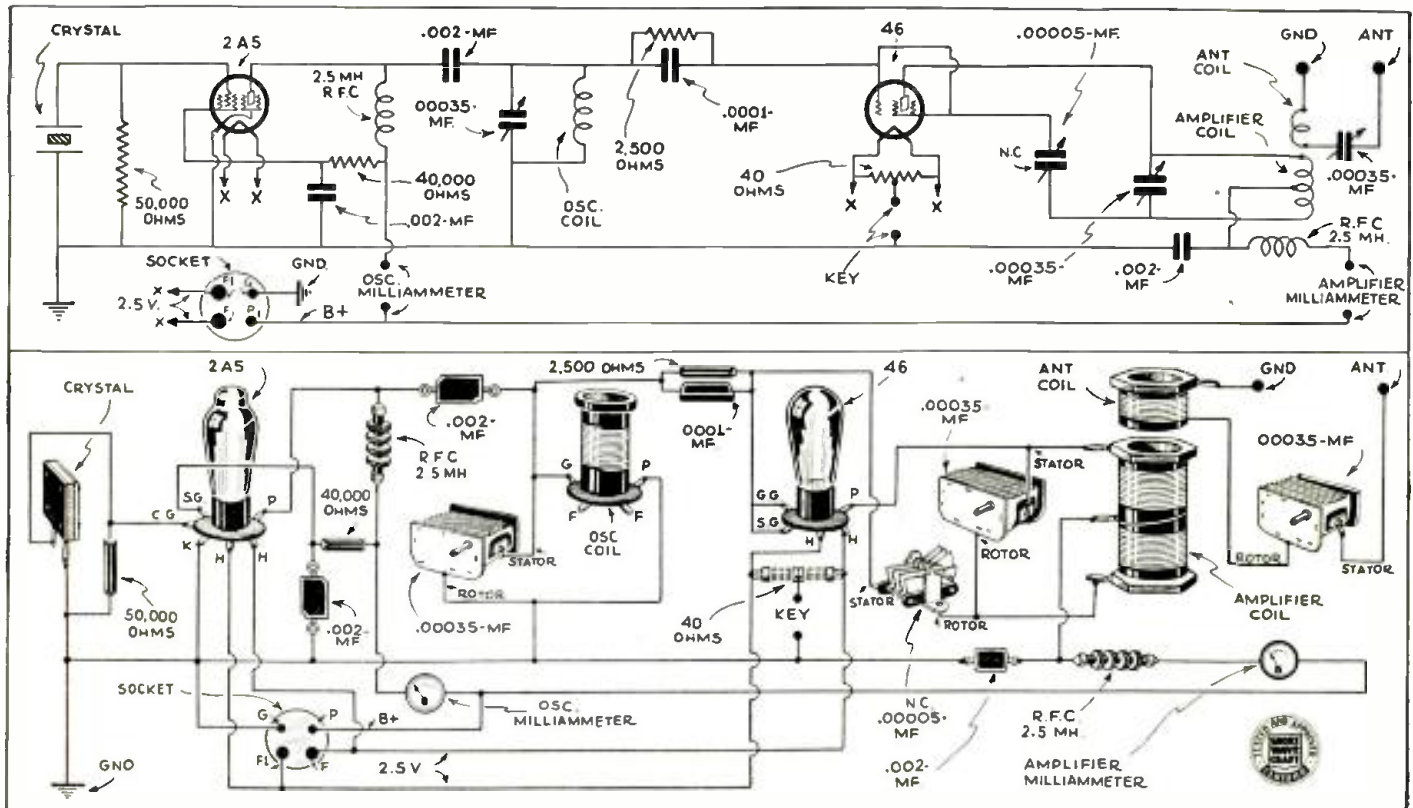 CRYSTAL
2A5
.002-MF
2.5 MH
R.F.C
.00035-
MF.
2,500
OHMS
.0001-
MF
46
.00005-MF.
GND
ANT
ANT
COIL
AMPLIFIER
COIL
.00035-
MF
50,000
OHMS
X X
40,000
OHMS
.002-MF
OSC.
COIL
40
OHMS
X
X
N.C
KEY
.00035-
MF
.002-
MF
R.F.C
2.5 MH.
SOCKET
GND.
X
2.5 V.
X
F1
G
F
P
B+
OSC.
MILLIAMMETER
AMPLIFIER
MILLIAMMETER
CRYSTAL
2A5
.002-
MF
R.F.C
2.5 MH
2,500 OHMS
0001-
MF
46
.00035
MF
ANT
COIL
GND
ANT
00035-MF
S.G
P
C G
K
H
H
40,000
OHMS
G
P
F
F
OSC
COIL
STATOR
ROTOR
.00035-MF
50,000
OHMS
.002-
MF
G G
S.G
P
H
H
40
OHMS
KEY
STATOR
ROTOR
STATOR
ROTOR
ROTOR
STATOR
AMPLIFIER
COIL
SOCKET
G
P
F1
F
B+
2.5 V
OSC.
MILLIAMMETER
N.C
.00005-
MF
.002-
MF
R.F.C.
2.5 MH.
AMPLIFIER
MILLIAMMETER
GND
TESTED AND APPROVED
SHORT
WAVE
CRAFT